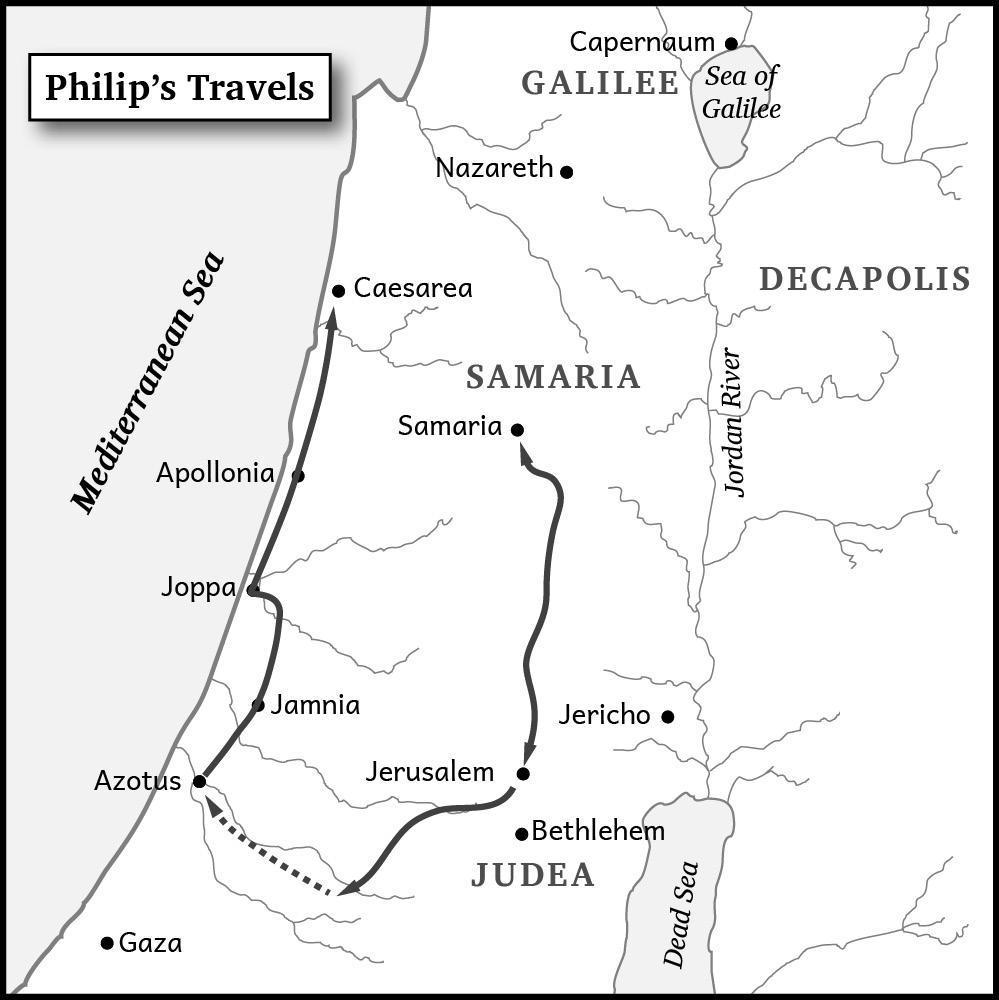 Capernaum
Philip's Travels
GALILEE
Sea of
Galilee
Nazareth
DECAPOLIS
Caesarea
Mediterranean Sea
SAMARIA
Jordan River
Samaria
Apollonia
Joppa
Jamnia
Jericho
Jerusalem
Azotus
Bethlehem
JUDEA
Dead Sea
Gaza